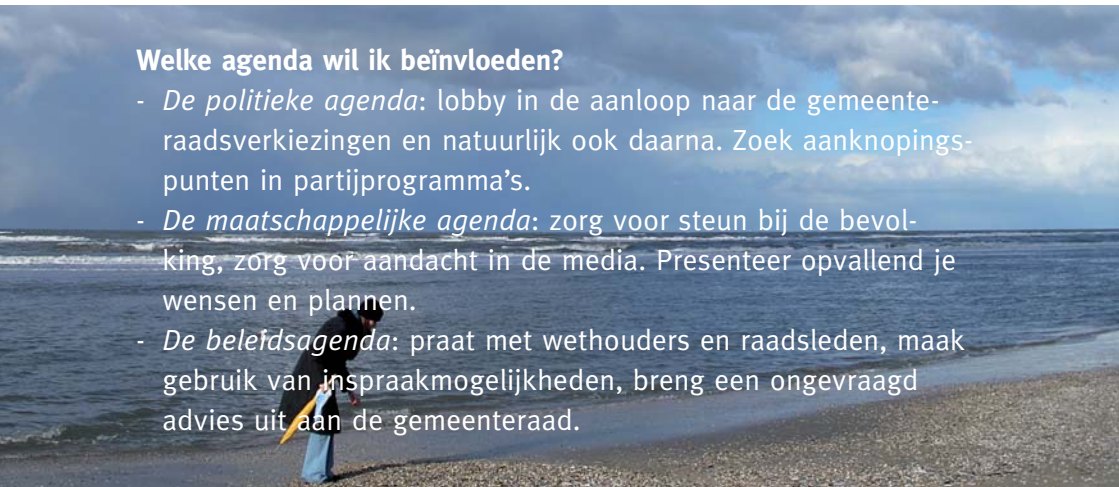 Welke agenda wil ik beïnvloeden?
- De politieke agenda: lobby in de aanloop naar de gemeente-
raadsverkiezingen en natuurlijk ook daarna. Zoek aanknopings-
punten in partijprogramma's.
- De maatschappelijke agenda: zorg voor steun bij de bevol-
king, zorg voor aandacht in de media. Presenteer opvallend je
wensen en plannen.
- De beleidsagenda: praat met wethouders en raadsleden, maak
gebruik van inspraakmogelijkheden, breng een ongevraagd
advies uit aan de gemeenteraad.